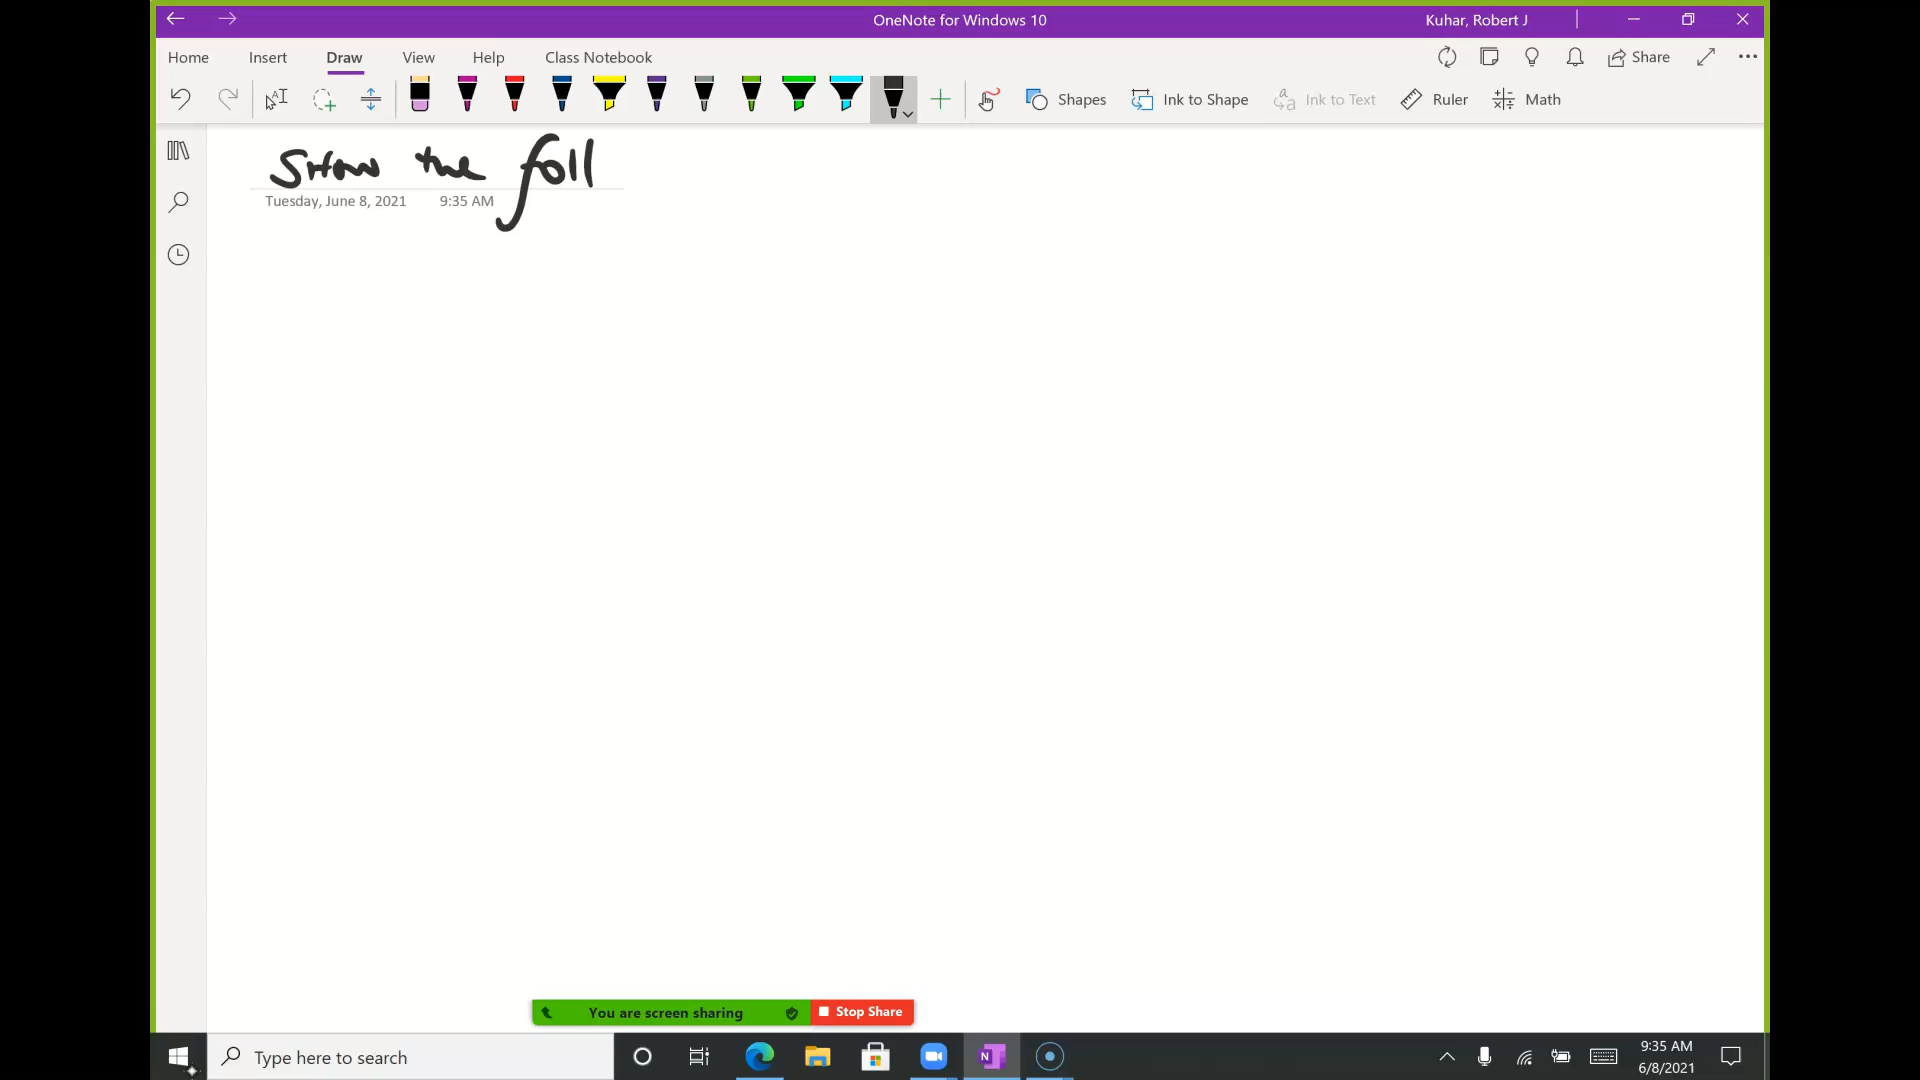 OneNote for Windows 10
Kuhar, Robert J
Home Insert Draw View Help Class Notebook
Share
Shapes Ink to Shape Ink to Text Ruler Math
Show the foll
Tuesday, June 8, 2021 9:35 AM
You are screen sharing Stop Share
Type here to search
9:35 AM
6/8/2021